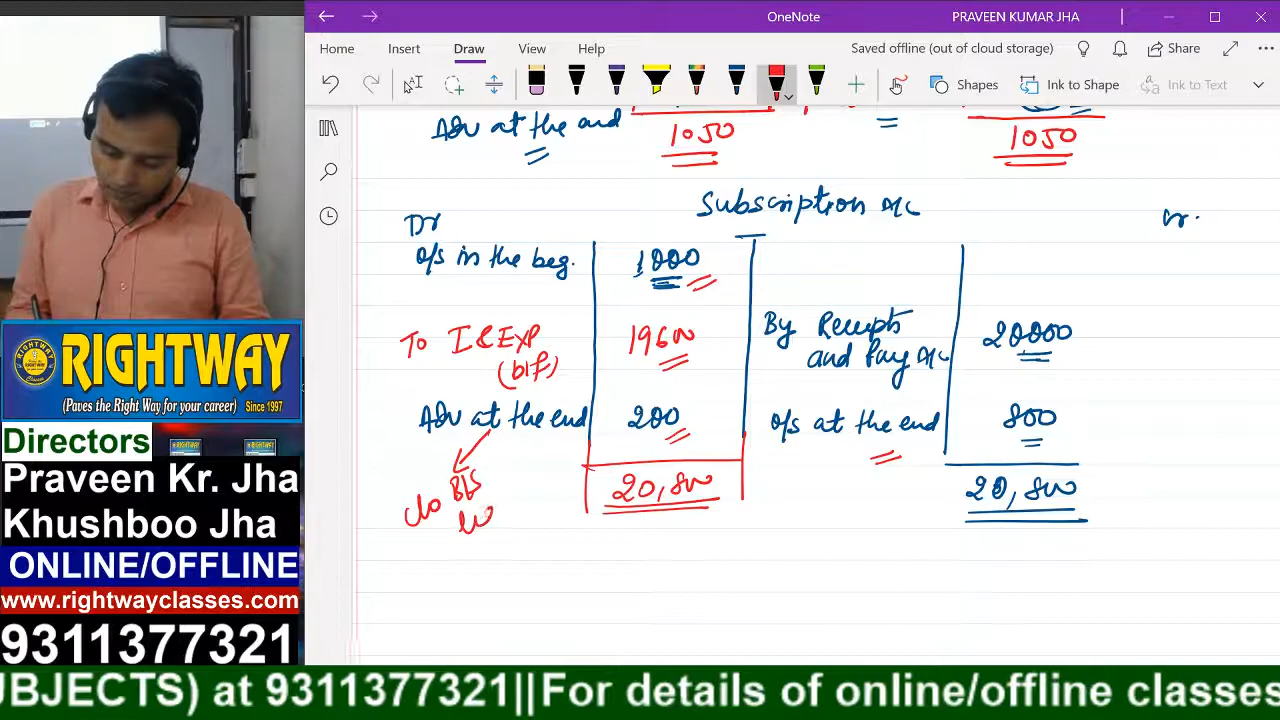 OneNote
PRAVEEN KUMAR JHA
Home Insert Draw View Help
Saved offline (out of cloud storage)
Share
Shapes
Ink to Shape
Ink to Text
Adv at the end
1050
1050
Subscription A/c
Dr
Cr.
o/s in the beg. 1000
To I & EXP 19600
(b/f)
By Receipts
and Pay A/c 20000
Adv at the end 200
o/s at the end 800
20,800
20,800
clo B/S
RIGHTWAY
(Paves the Right Way for your career) Since 1997
Directors
Praveen Kr. Jha
Khushboo Jha
ONLINE/OFFLINE
www.rightwayclasses.com
9311377321
UBJECTS) at 9311377321||For details of online/offline classes